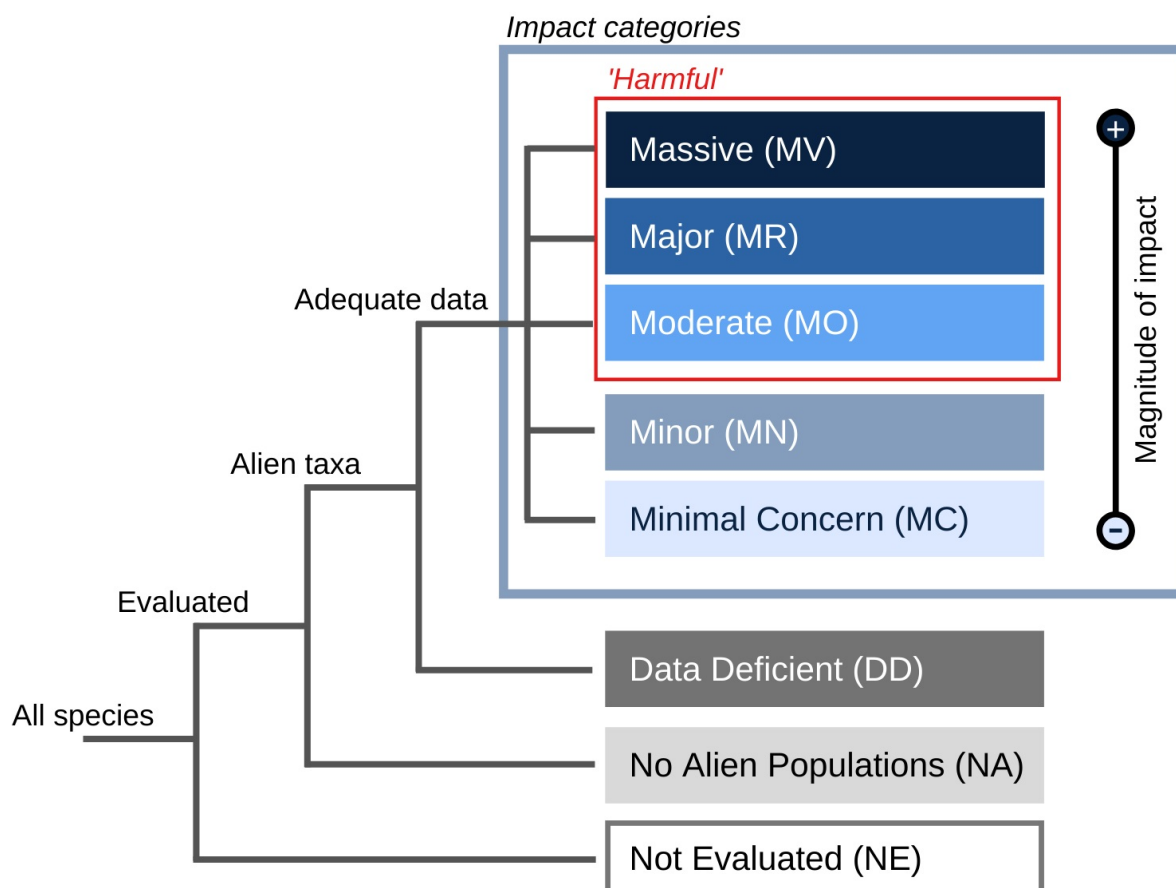 Impact categories
'Harmful'
Massive (MV)
+
Major (MR)
Magnitude of impact
Adequate data
Moderate (MO)
Minor (MN)
Alien taxa
Minimal Concern (MC)
-
Evaluated
Data Deficient (DD)
All species
No Alien Populations (NA)
Not Evaluated (NE)